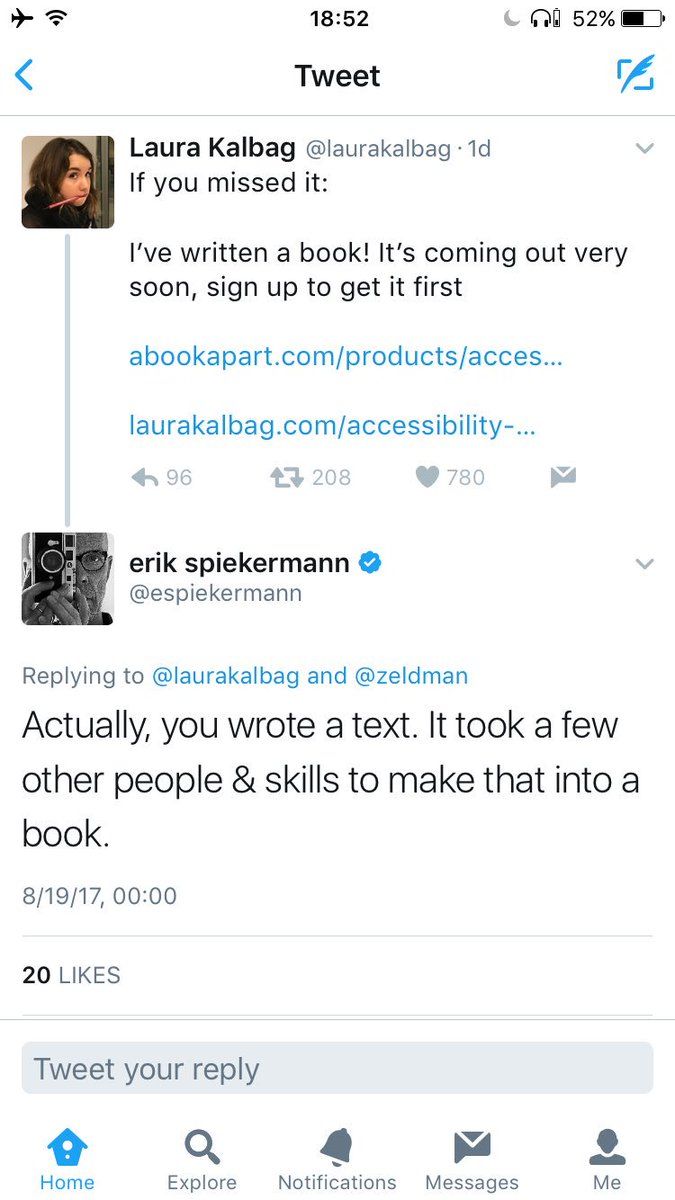 18:52
52%
Tweet
Laura Kalbag @laurakalbag · 1d
If you missed it:
I’ve written a book! It’s coming out very
soon, sign up to get it first
abookapart.com/products/acces...
laurakalbag.com/accessibility-...
96 208 780
erik spiekermann
@espiekermann
Replying to @laurakalbag and @zeldman
Actually, you wrote a text. It took a few
other people & skills to make that into a
book.
8/19/17, 00:00
20 LIKES
Tweet your reply
Home Explore Notifications Messages Me